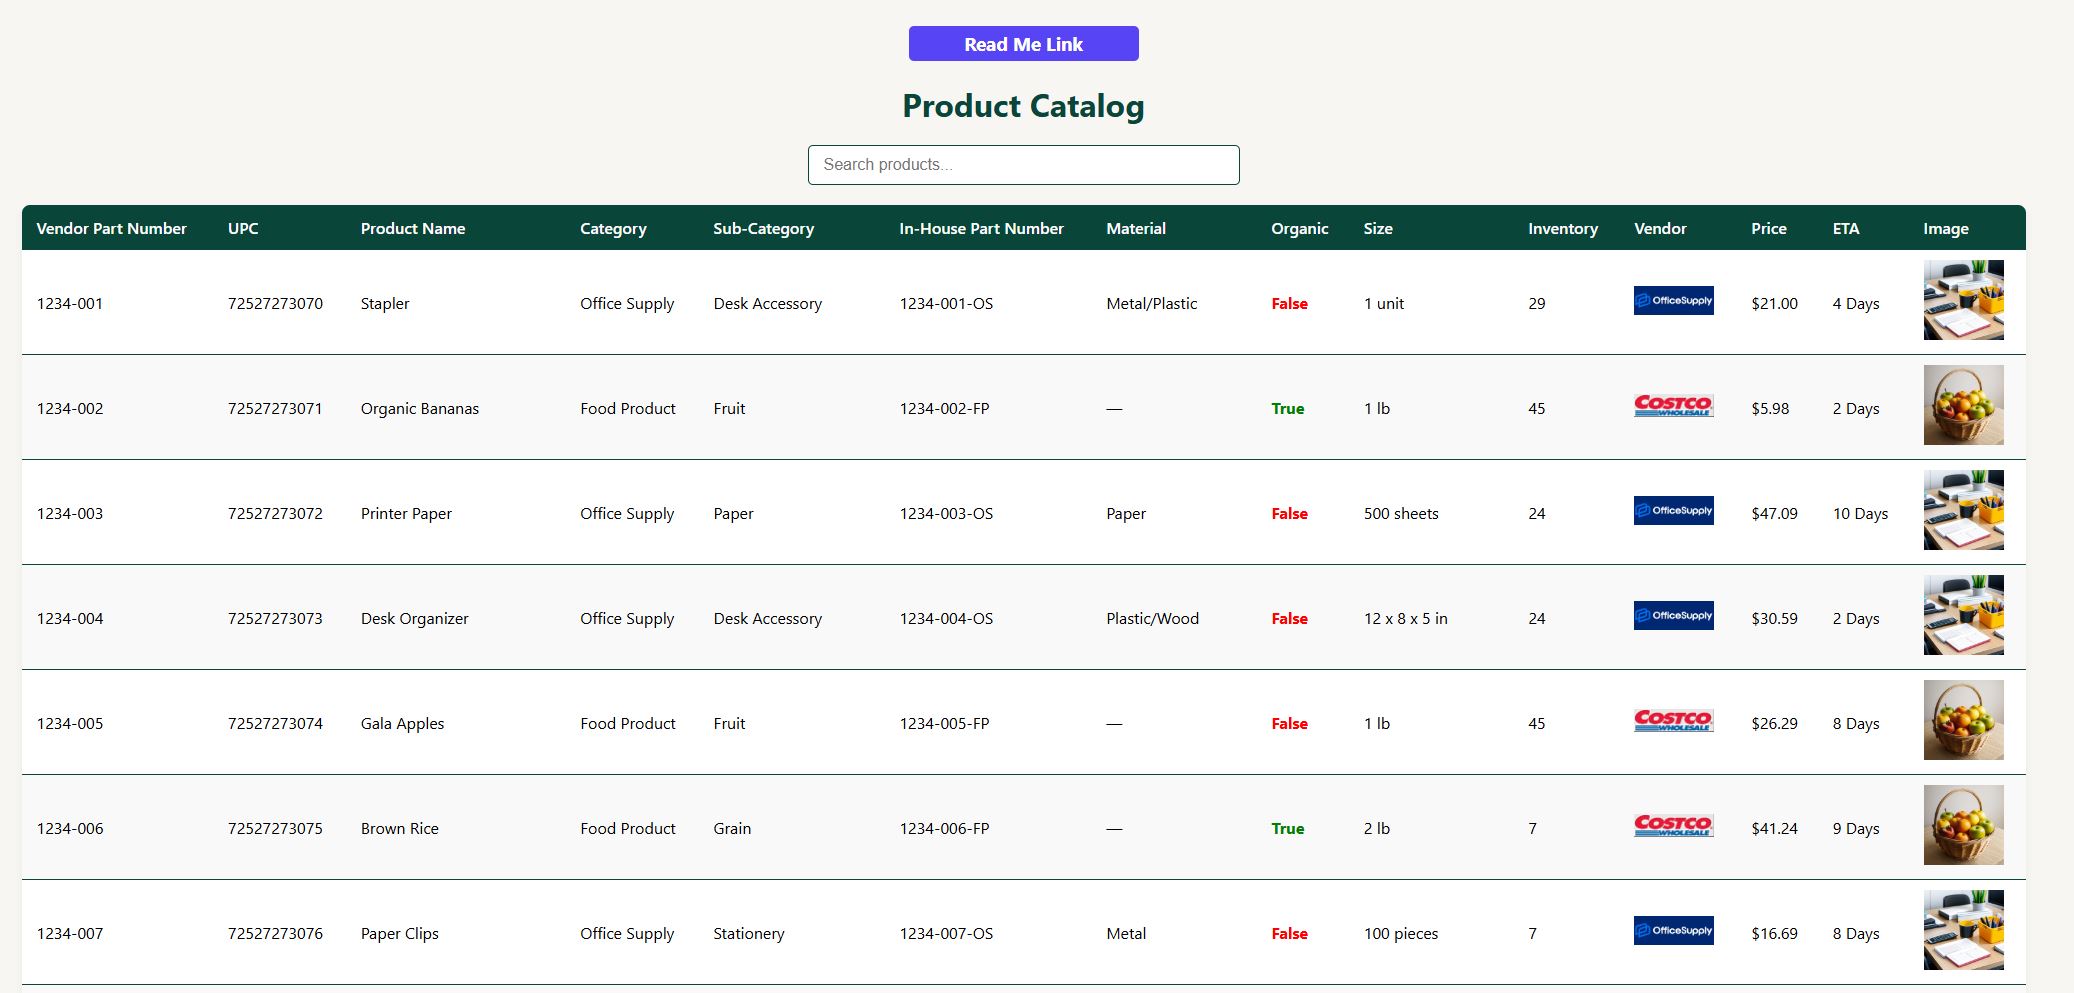 Read Me Link
Product Catalog
Search products...
Vendor Part Number UPC Product Name Category Sub-Category In-House Part Number Material Organic Size Inventory Vendor Price ETA Image
1234-001 72527273070 Stapler Office Supply Desk Accessory 1234-001-OS Metal/Plastic False 1 unit 29 OfficeSupply $21.00 4 Days
1234-002 72527273071 Organic Bananas Food Product Fruit 1234-002-FP — True 1 lb 45 COSTCO WHOLESALE $5.98 2 Days
1234-003 72527273072 Printer Paper Office Supply Paper 1234-003-OS Paper False 500 sheets 24 OfficeSupply $47.09 10 Days
1234-004 72527273073 Desk Organizer Office Supply Desk Accessory 1234-004-OS Plastic/Wood False 12 x 8 x 5 in 24 OfficeSupply $30.59 2 Days
1234-005 72527273074 Gala Apples Food Product Fruit 1234-005-FP — False 1 lb 45 COSTCO WHOLESALE $26.29 8 Days
1234-006 72527273075 Brown Rice Food Product Grain 1234-006-FP — True 2 lb 7 COSTCO WHOLESALE $41.24 9 Days
1234-007 72527273076 Paper Clips Office Supply Stationery 1234-007-OS Metal False 100 pieces 7 OfficeSupply $16.69 8 Days